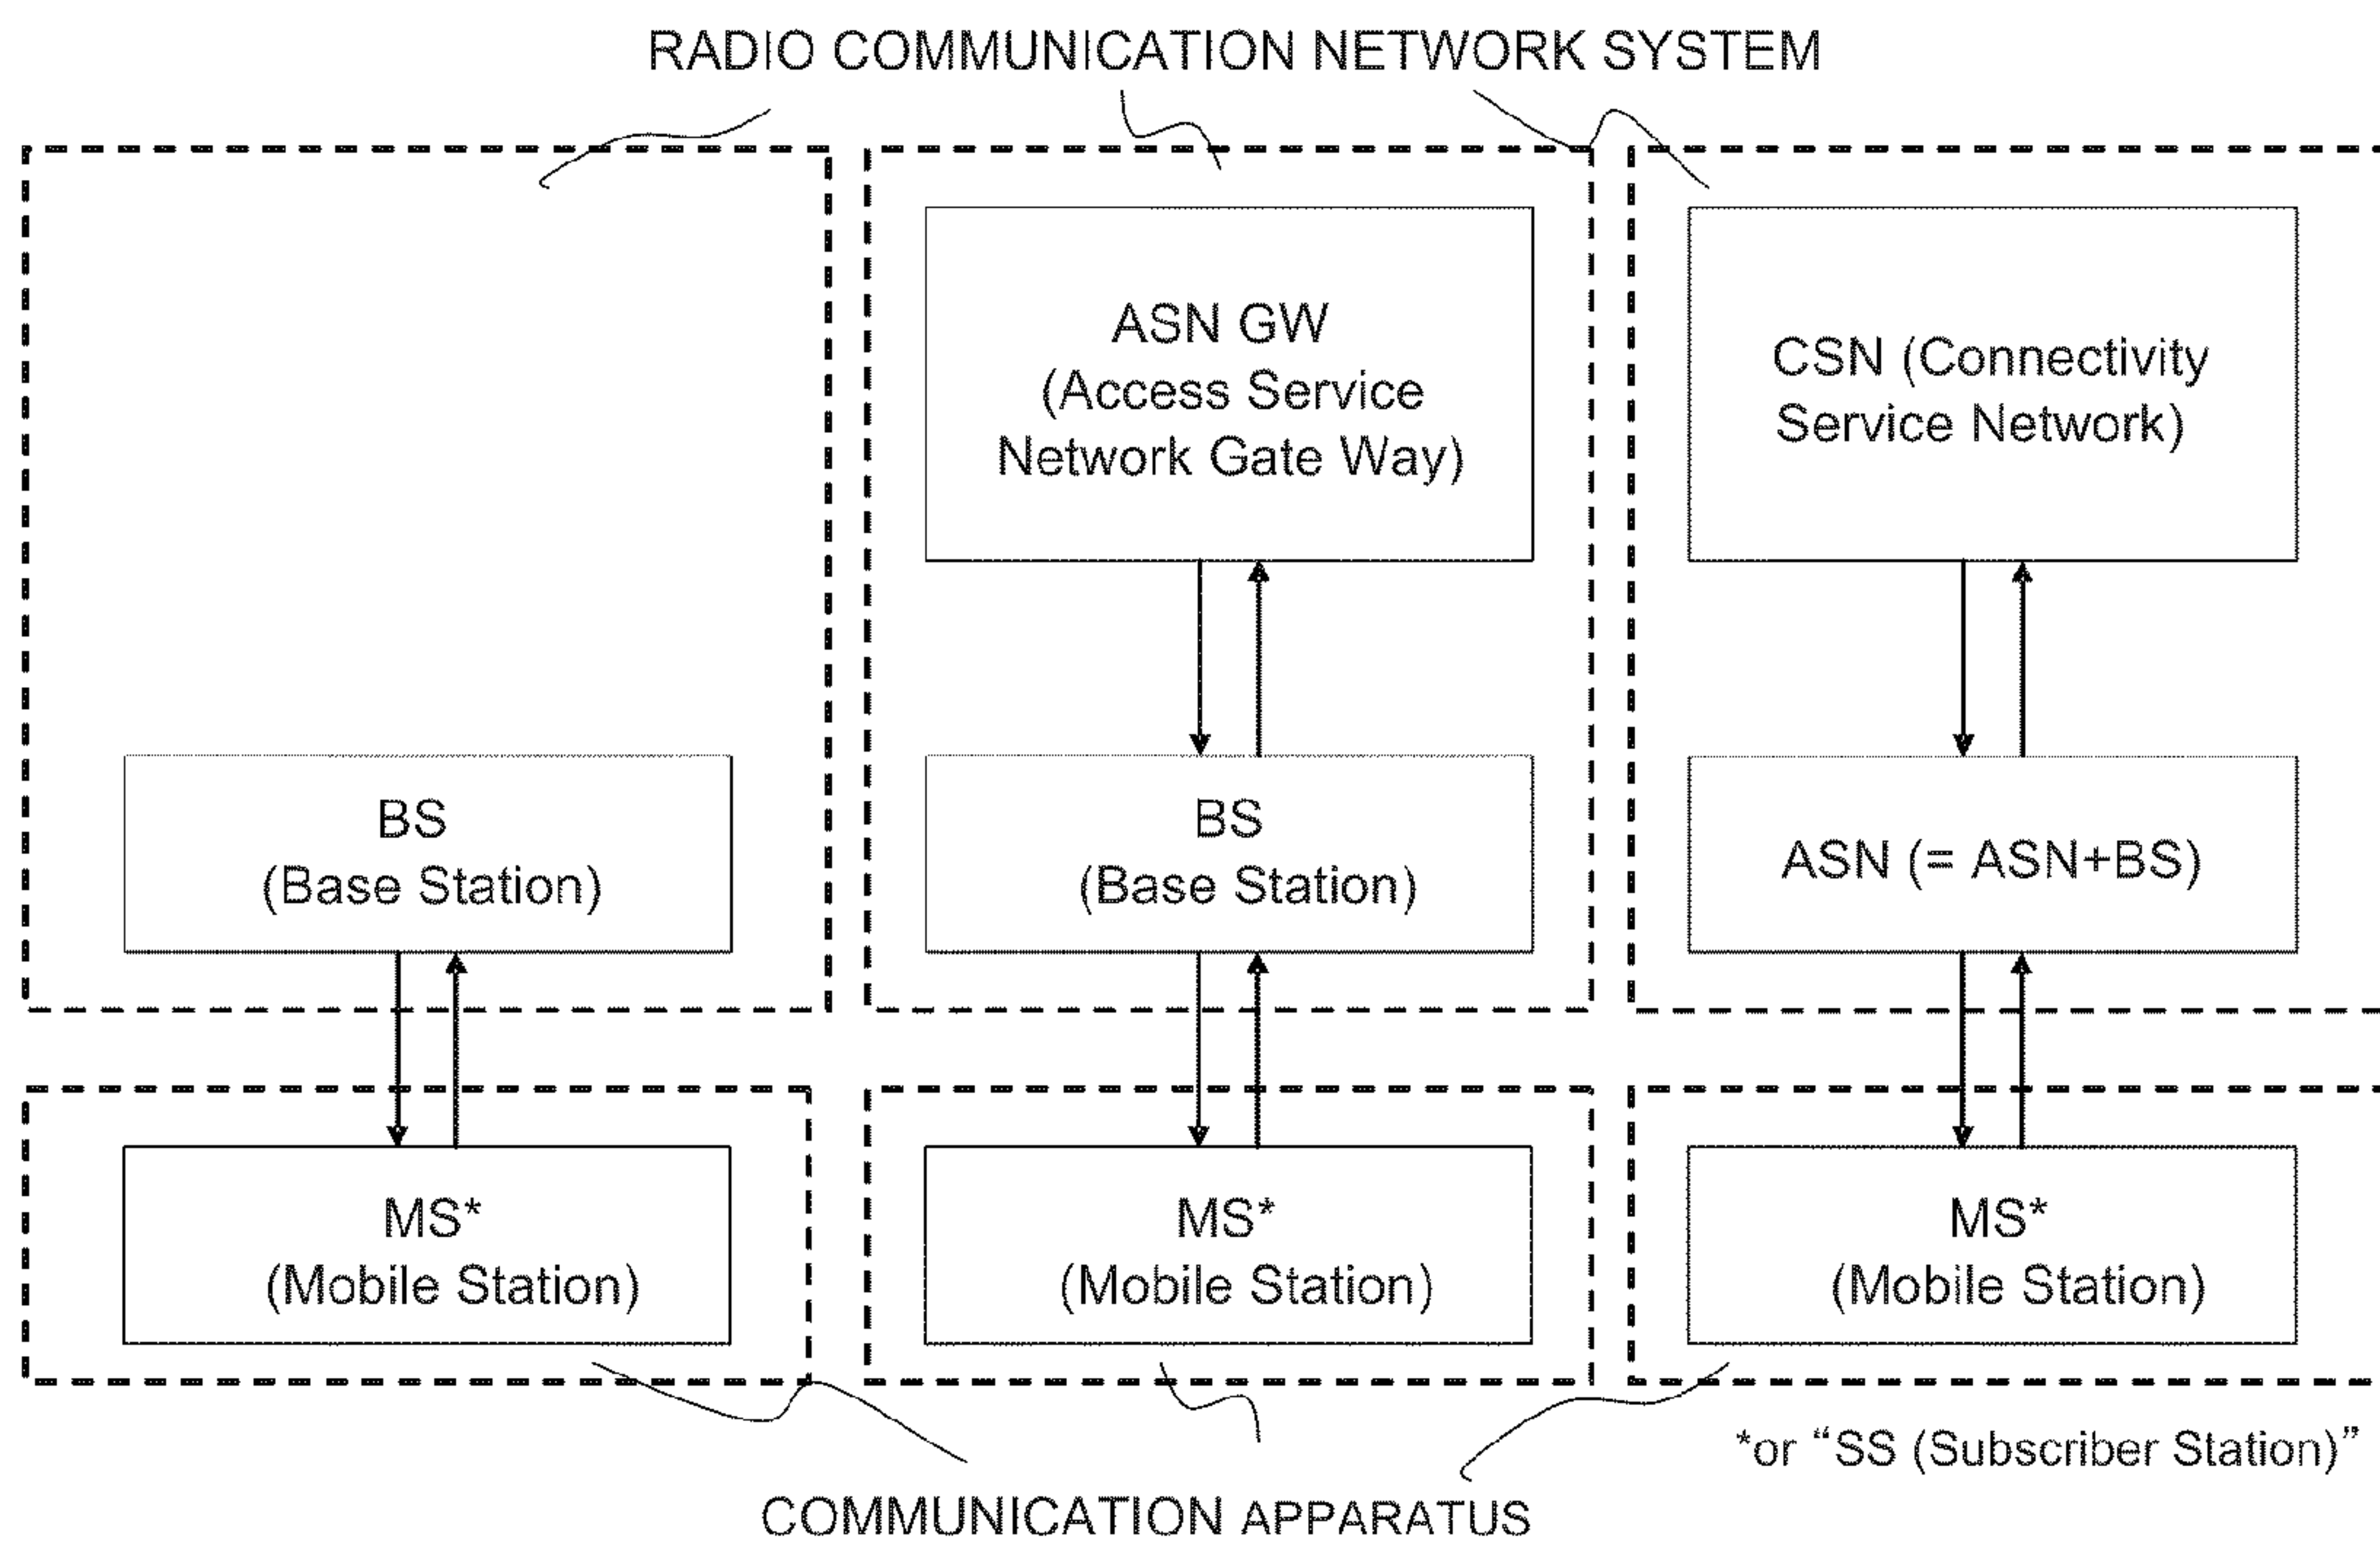 RADIO COMMUNICATION NETWORK SYSTEM
ASN GW
(Access Service
Network Gate Way)
CSN (Connectivity
Service Network)
BS
(Base Station)
BS
(Base Station)
ASN (= ASN+BS)
MS*
(Mobile Station)
MS*
(Mobile Station)
MS*
(Mobile Station)
*or “SS (Subscriber Station)”
COMMUNICATION APPARATUS